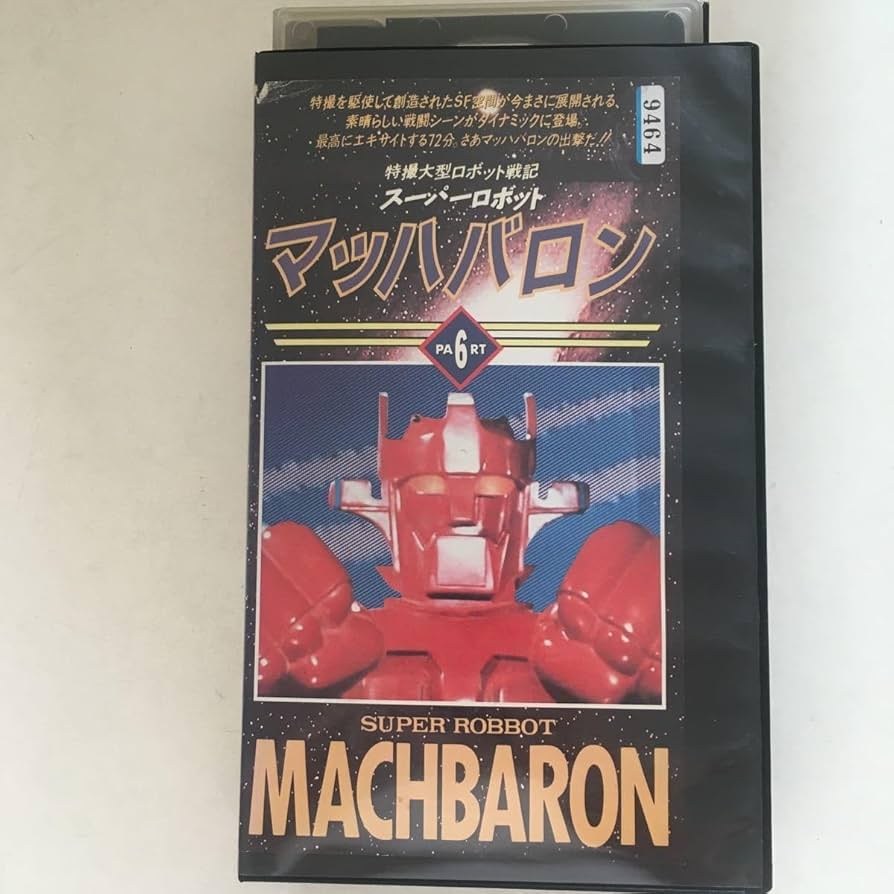 特撮を駆使して創造されたSF空間が今まさに展開される、
素晴らしい戦闘シーンがダイナミックに登場。
最高にエキサイトする72分。さあマッハバロンの出撃だ!!
9464
特撮大型ロボット戦記
スーパーロボット
マッハバロン
PART 6
SUPER ROBBOT
MACHBARON